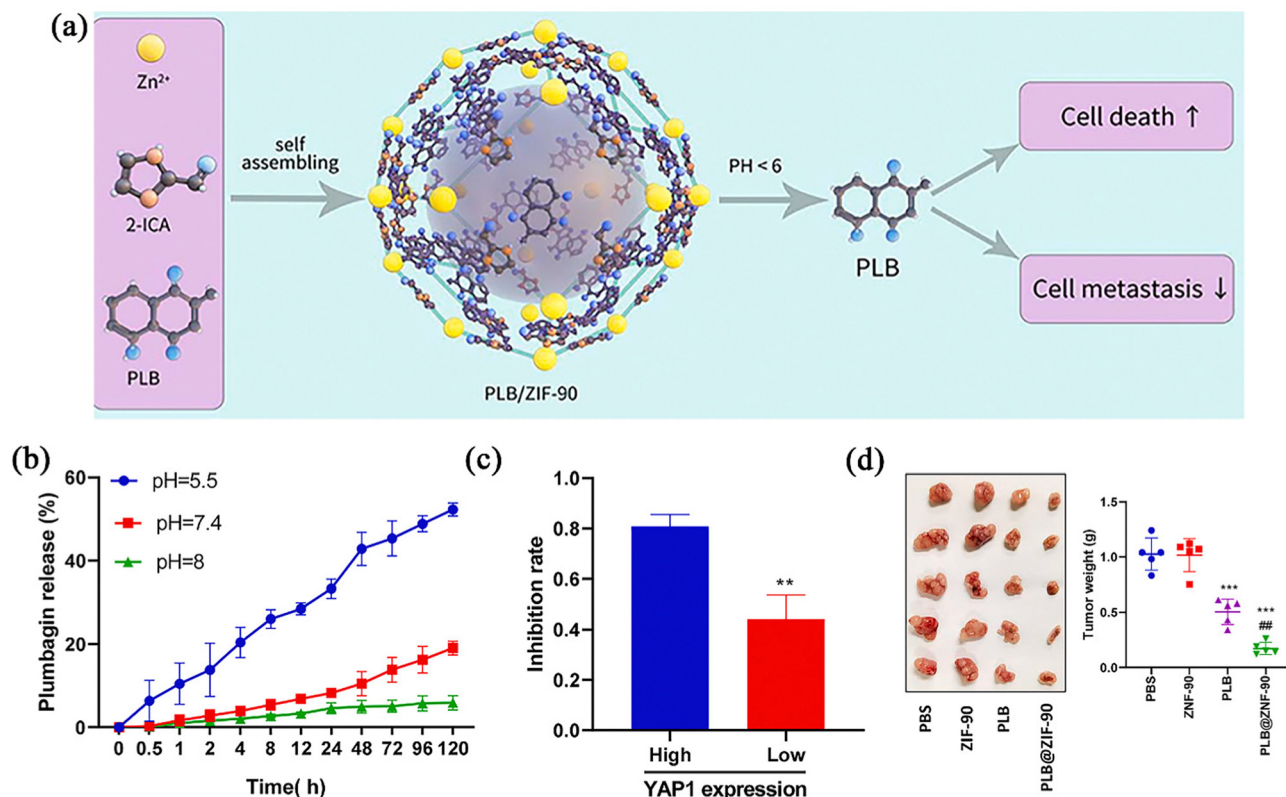 (a)
Zn²⁺
2-ICA
PLB
self
assembling
PLB/ZIF-90
PH < 6
PLB
Cell death ↑
Cell metastasis ↓
(b)
Plumbagin release (%)
60
40
20
0
pH=5.5
pH=7.4
pH=8
0 0.5 1 2 4 8 12 24 48 72 96 120
Time( h)
(c)
Inhibition rate
1.0
0.8
0.6
0.4
0.2
0.0
**
High Low
YAP1 expression
(d)
PBS
ZIF-90
PLB
PLB@ZIF-90
Tumor weight (g)
1.5
1.0
0.5
0.0
***
***
##
PBS
ZNF-90
PLB
PLB@ZNF-90